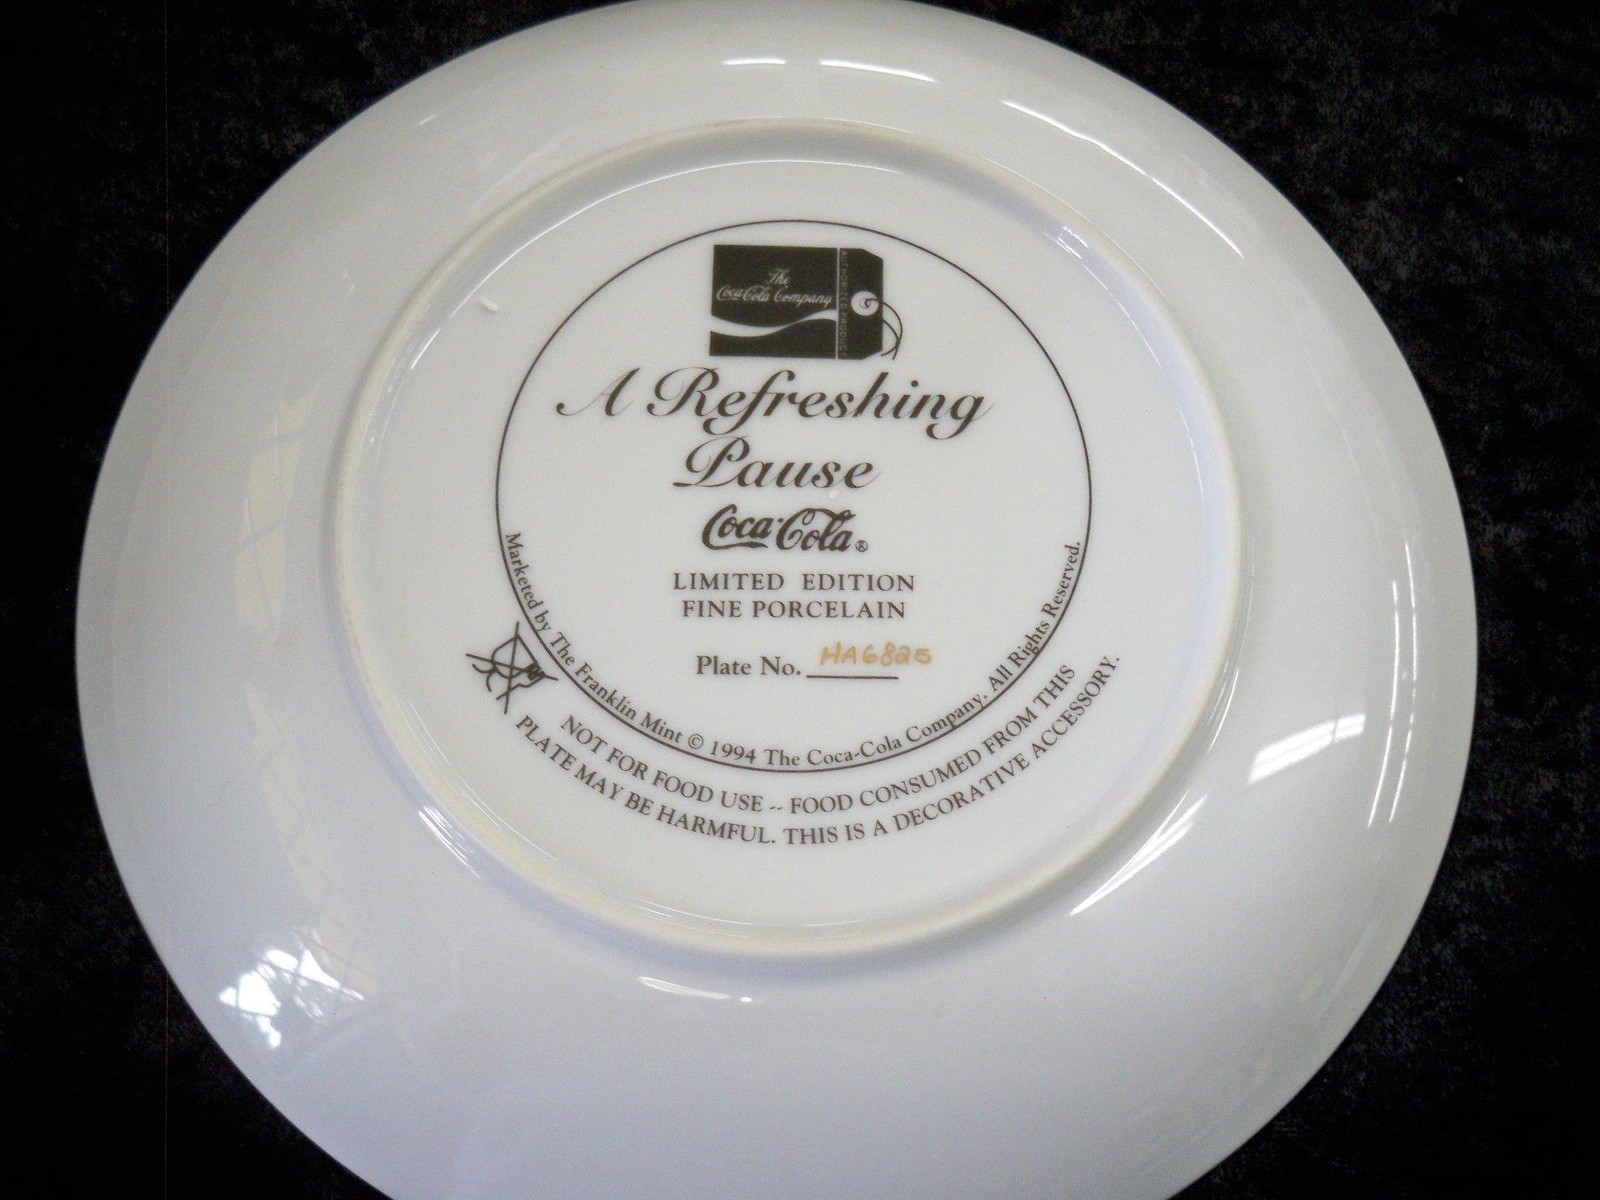 The
Coca-Cola Company
AUTHORIZED PRODUCT
A Refreshing
Pause
Coca-Cola®
LIMITED EDITION
FINE PORCELAIN
Plate No. HA6825
Marketed by The Franklin Mint © 1994 The Coca-Cola Company. All Rights Reserved.
NOT FOR FOOD USE -- FOOD CONSUMED FROM THIS
PLATE MAY BE HARMFUL. THIS IS A DECORATIVE ACCESSORY.